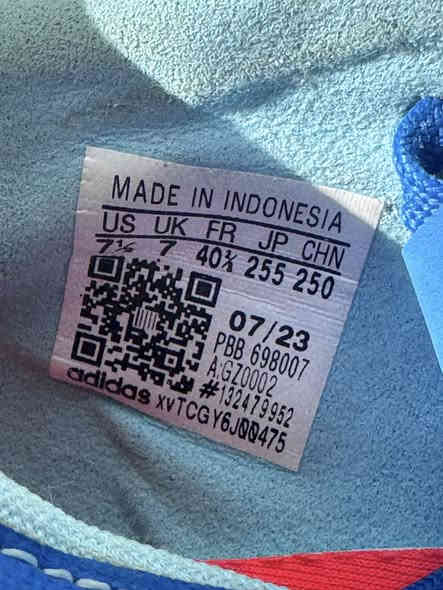 MADE IN INDONESIA
US UK FR JP CHN
7½ 7 40⅔ 255 250
07/23
PBB 698007
A:GZ0002
#132479952
adidas xvTCGY6J00475